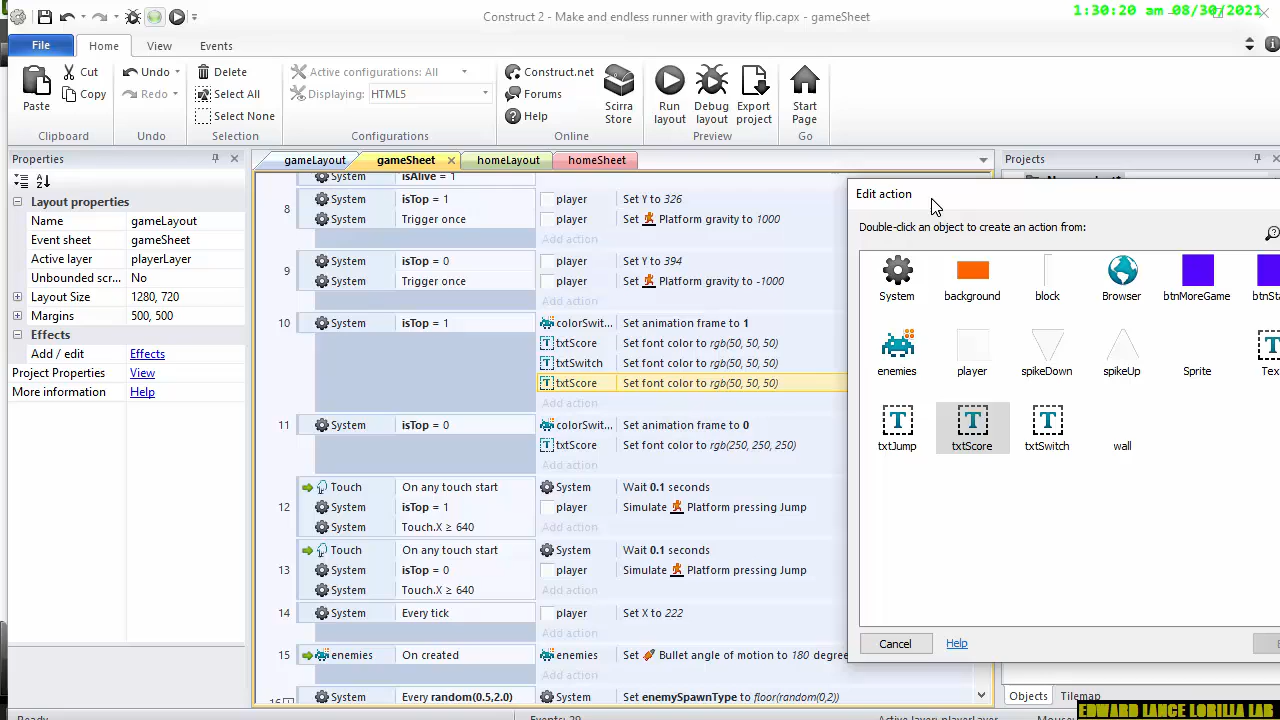 Construct 2 - Make and endless runner with gravity flip.capx - gameSheet
1:30:20 am 08/30/2021
File Home View Events
Cut
Copy
Paste
Clipboard
Undo
Redo
Undo
Delete
Select All
Select None
Selection
Active configurations: All
Displaying: HTML5
Configurations
Construct.net
Forums
Help
Scirra Store
Online
Run layout
Debug layout
Export project
Preview
Start Page
Go
Properties
Layout properties
Name gameLayout
Event sheet gameSheet
Active layer playerLayer
Unbounded scr... No
Layout Size 1280, 720
Margins 500, 500
Effects
Add / edit Effects
Project Properties View
More information Help
gameLayout gameSheet homeLayout homeSheet
System isAlive = 1
8 System isTop = 1 player Set Y to 326
System Trigger once player Set Platform gravity to 1000
Add action
9 System isTop = 0 player Set Y to 394
System Trigger once player Set Platform gravity to -1000
Add action
10 System isTop = 1 colorSwit... Set animation frame to 1
txtScore Set font color to rgb(50, 50, 50)
txtSwitch Set font color to rgb(50, 50, 50)
txtScore Set font color to rgb(50, 50, 50)
Add action
11 System isTop = 0 colorSwit... Set animation frame to 0
txtScore Set font color to rgb(250, 250, 250)
Add action
12 Touch On any touch start System Wait 0.1 seconds
System isTop = 1 player Simulate Platform pressing Jump
System Touch.X ≥ 640 Add action
13 Touch On any touch start System Wait 0.1 seconds
System isTop = 0 player Simulate Platform pressing Jump
System Touch.X ≥ 640 Add action
14 System Every tick player Set X to 222
Add action
15 enemies On created enemies Set Bullet angle of motion to 180 degree
System Every random(0.5,2.0) System Set enemySpawnType to floor(random(0,2))
Projects
Edit action
Double-click an object to create an action from:
System background block Browser btnMoreGame btnSta
enemies player spikeDown spikeUp Sprite Tex
txtJump txtScore txtSwitch wall
Cancel Help
Objects Tilemap
EDWARD LANCE LORILLA LAB